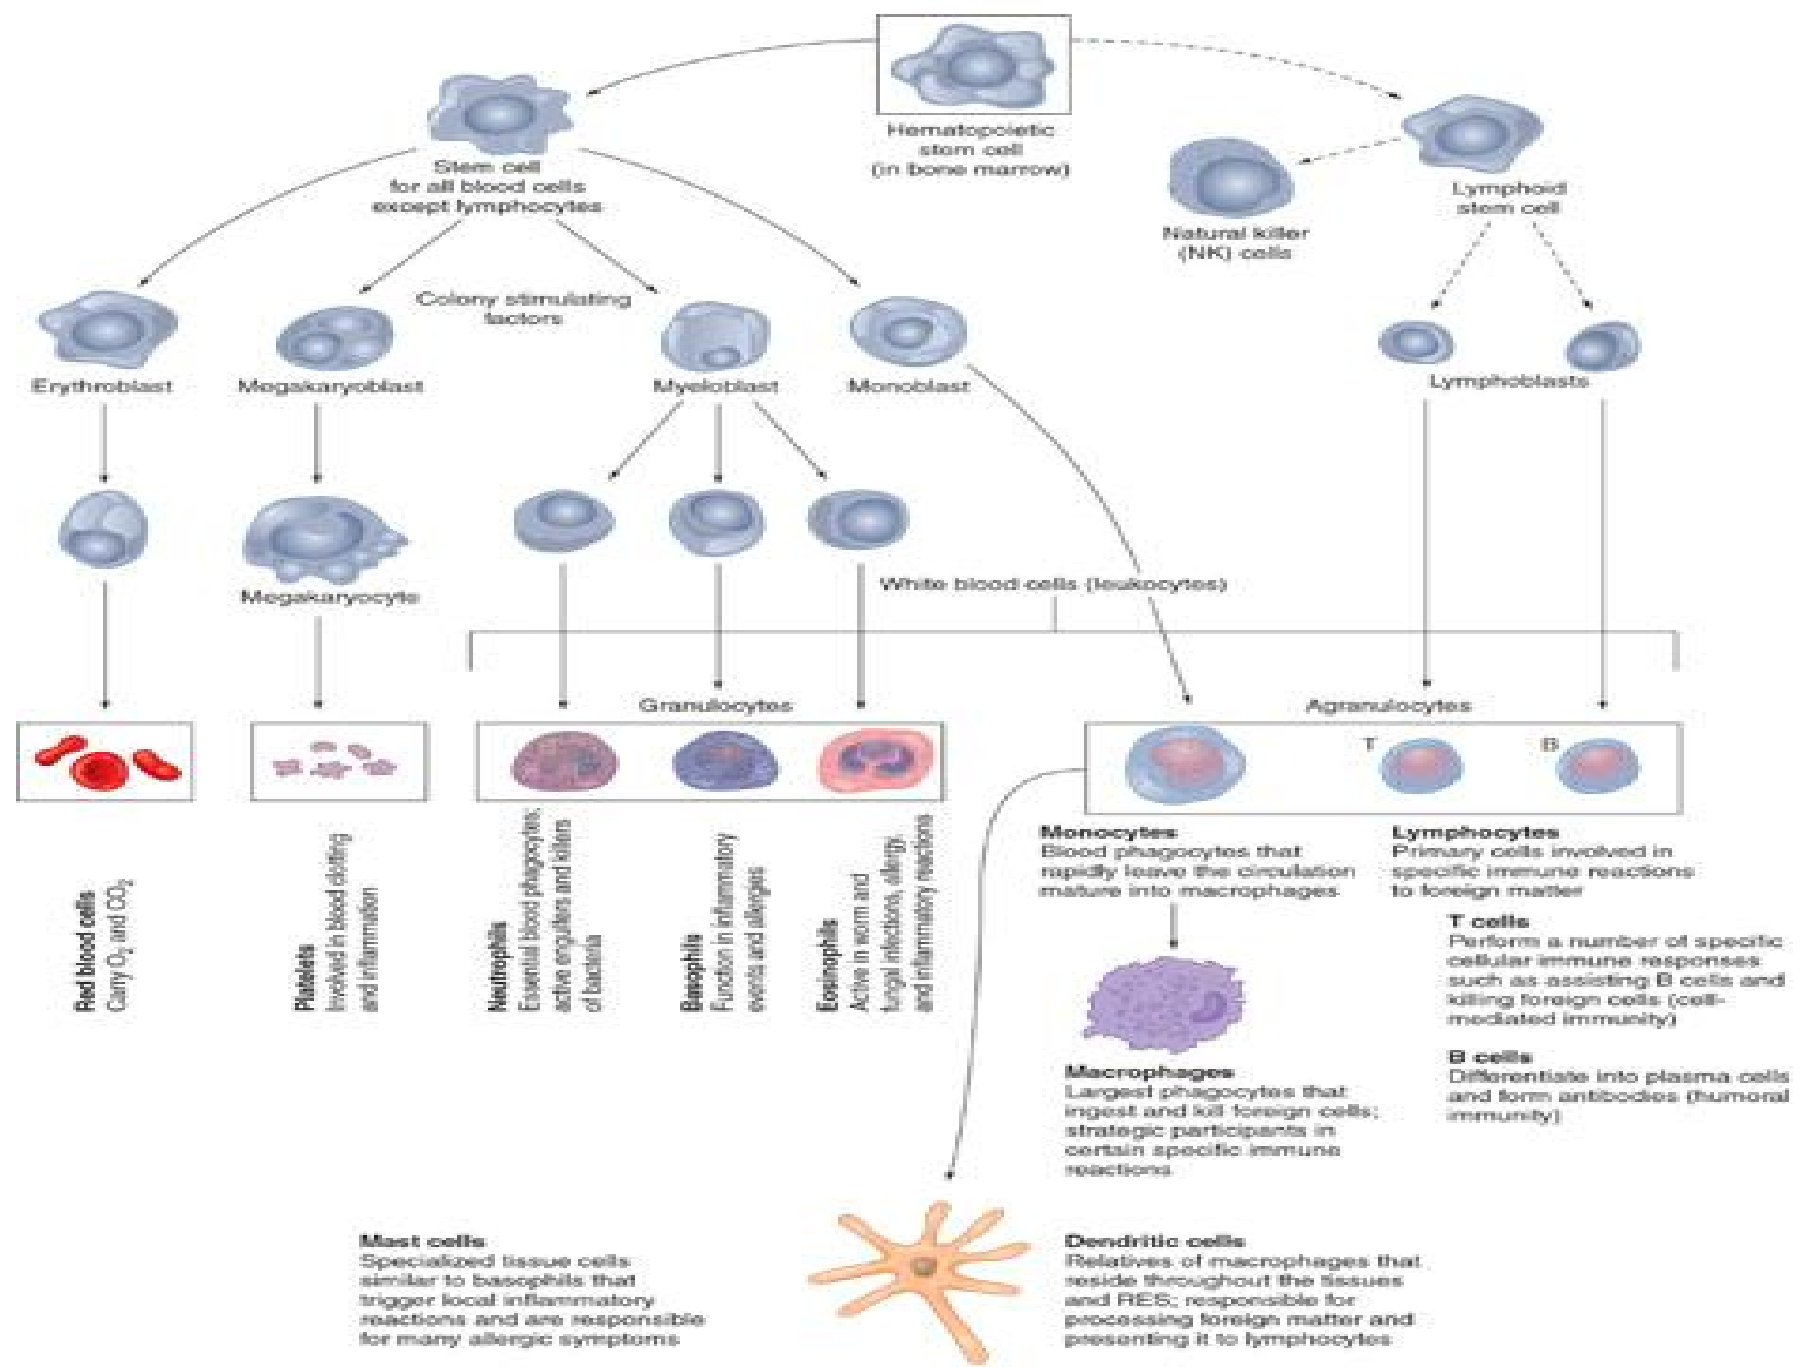 Hematopoietic
stem cell
(in bone marrow)
Stem cell
for all blood cells
except lymphocytes
Lymphoid
stem cell
Natural killer
(NK) cells
Colony stimulating
factors
Erythroblast
Megakaryoblast
Myeloblast
Monoblast
Lymphoblasts
Megakaryocyte
White blood cells (leukocytes)
Granulocytes
Agranulocytes
T
B
Red blood cells
Carry O₂ and CO₂
Platelets
Involved in blood clotting
and inflammation
Neutrophils
Essential blood phagocytes;
active engulfers and killers
of bacteria
Basophils
Function in inflammatory
events and allergies
Eosinophils
Active in worm and
fungal infections, allergy,
and inflammatory reactions
Monocytes
Blood phagocytes that
rapidly leave the circulation
mature into macrophages
Lymphocytes
Primary cells involved in
specific immune reactions
to foreign matter
T cells
Perform a number of specific
cellular immune responses
such as assisting B cells and
killing foreign cells (cell-
mediated immunity)
B cells
Differentiate into plasma cells
and form antibodies (humoral
immunity)
Macrophages
Largest phagocytes that
ingest and kill foreign cells;
strategic participants in
certain specific immune
reactions
Mast cells
Specialized tissue cells
similar to basophils that
trigger local inflammatory
reactions and are responsible
for many allergic symptoms
Dendritic cells
Relatives of macrophages that
reside throughout the tissues
and RES; responsible for
processing foreign matter and
presenting it to lymphocytes